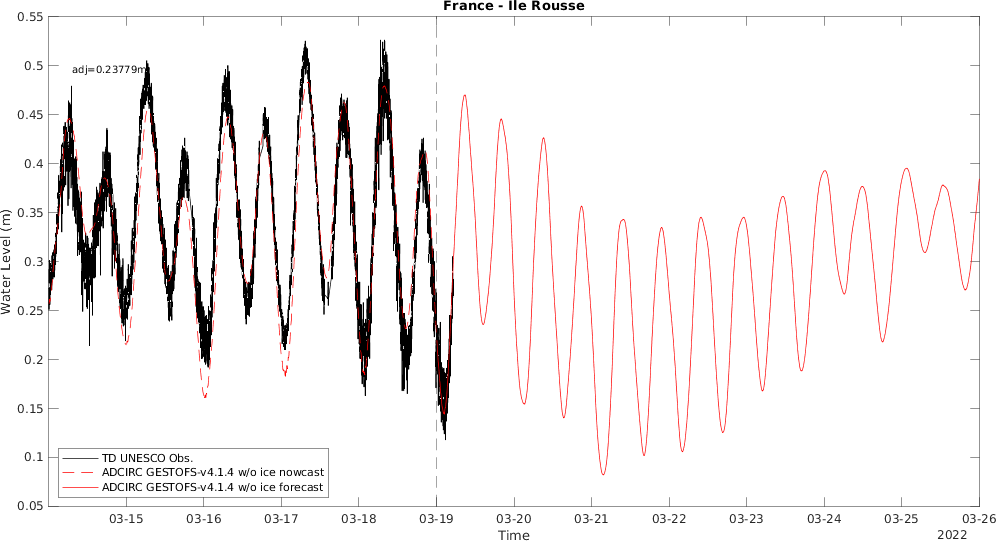 France - Ile Rousse
adj=0.23779m
0.55
0.5
0.45
0.4
0.35
0.3
0.25
0.2
0.15
0.1
0.05
Water Level (m)
TD UNESCO Obs.
ADCIRC GESTOFS-v4.1.4 w/o ice nowcast
ADCIRC GESTOFS-v4.1.4 w/o ice forecast
03-15 03-16 03-17 03-18 03-19 03-20 03-21 03-22 03-23 03-24 03-25 03-26
Time
2022